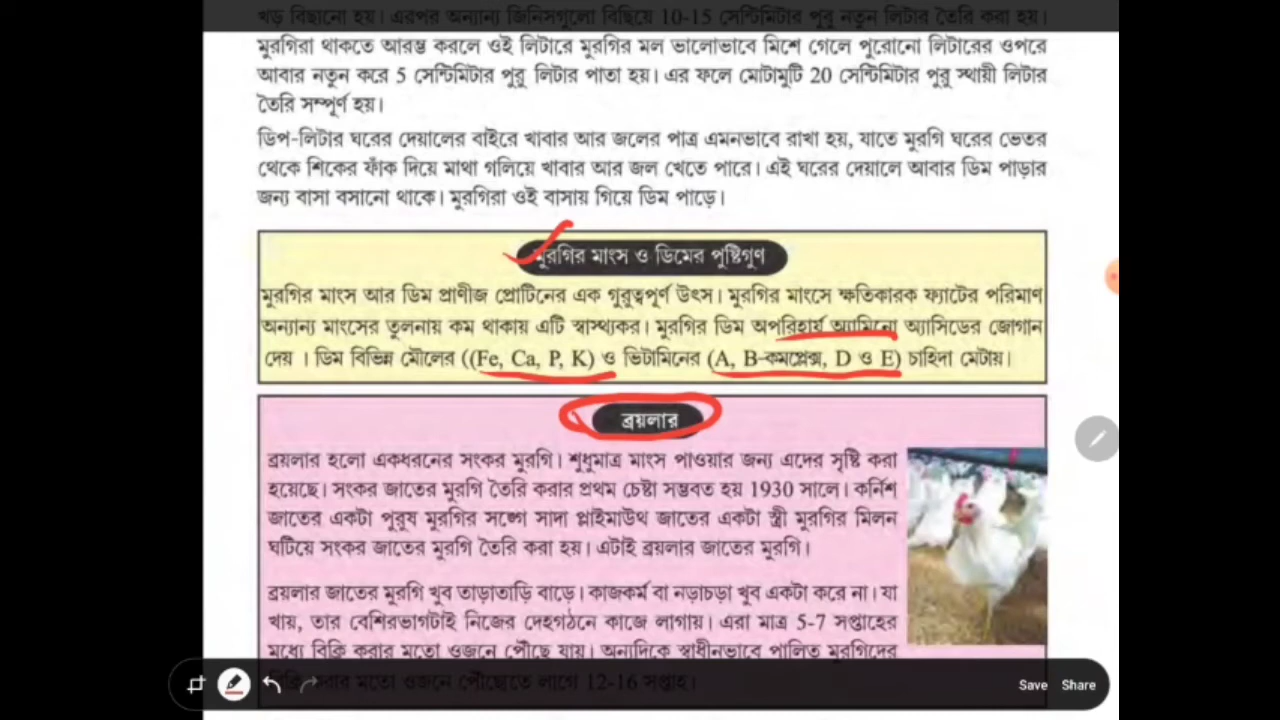 খড় বিছানো হয়। এরপর অন্যান্য জিনিসগুলো বিছিয়ে 10-15 সেন্টিমিটার পুরু নতুন লিটার তৈরি করা হয়।
মুরগিরা থাকতে আরম্ভ করলে ওই লিটারে মুরগির মল ভালোভাবে মিশে গেলে পুরোনো লিটারের ওপরে
আবার নতুন করে 5 সেন্টিমিটার পুরু লিটার পাতা হয়। এর ফলে মোটামুটি 20 সেন্টিমিটার পুরু স্থায়ী লিটার
তৈরি সম্পূর্ণ হয়।
ডিপ-লিটার ঘরের দেয়ালের বাইরে খাবার আর জলের পাত্র এমনভাবে রাখা হয়, যাতে মুরগি ঘরের ভেতর
থেকে শিকের ফাঁক দিয়ে মাথা গলিয়ে খাবার আর জল খেতে পারে। এই ঘরের দেয়ালে আবার ডিম পাড়ার
জন্য বাসা বসানো থাকে। মুরগিরা ওই বাসায় গিয়ে ডিম পাড়ে।
মুরগির মাংস ও ডিমের পুষ্টিগুণ
মুরগির মাংস আর ডিম প্রাণীজ প্রোটিনের এক গুরুত্বপূর্ণ উৎস। মুরগির মাংসে ক্ষতিকারক ফ্যাটের পরিমাণ
অন্যান্য মাংসের তুলনায় কম থাকায় এটি স্বাস্থ্যকর। মুরগির ডিম অপরিহার্য অ্যামিনো অ্যাসিডের জোগান
দেয় । ডিম বিভিন্ন মৌলের ((Fe, Ca, P, K) ও ভিটামিনের (A, B-কমপ্লেক্স, D ও E) চাহিদা মেটায়।
ব্রয়লার
ব্রয়লার হলো একধরনের সংকর মুরগি। শুধুমাত্র মাংস পাওয়ার জন্য এদের সৃষ্টি করা
হয়েছে। সংকর জাতের মুরগি তৈরি করার প্রথম চেষ্টা সম্ভবত হয় 1930 সালে। কর্নিশ
জাতের একটা পুরুষ মুরগির সঙ্গে সাদা প্লাইমাউথ জাতের একটা স্ত্রী মুরগির মিলন
ঘটিয়ে সংকর জাতের মুরগি তৈরি করা হয়। এটাই ব্রয়লার জাতের মুরগি।
ব্রয়লার জাতের মুরগি খুব তাড়াতাড়ি বাড়ে। কাজকর্ম বা নড়াচড়া খুব একটা করে না। যা
খায়, তার বেশিরভাগটাই নিজের দেহগঠনে কাজে লাগায়। এরা মাত্র 5-7 সপ্তাহের
মধ্যে বিক্রি করার মতো ওজনে পৌঁছে যায়। অন্যদিকে স্বাধীনভাবে পালিত মুরগিদের
বিক্রি করার মতো ওজনে পৌঁছোতে লাগে 12-16 সপ্তাহ।
Save Share